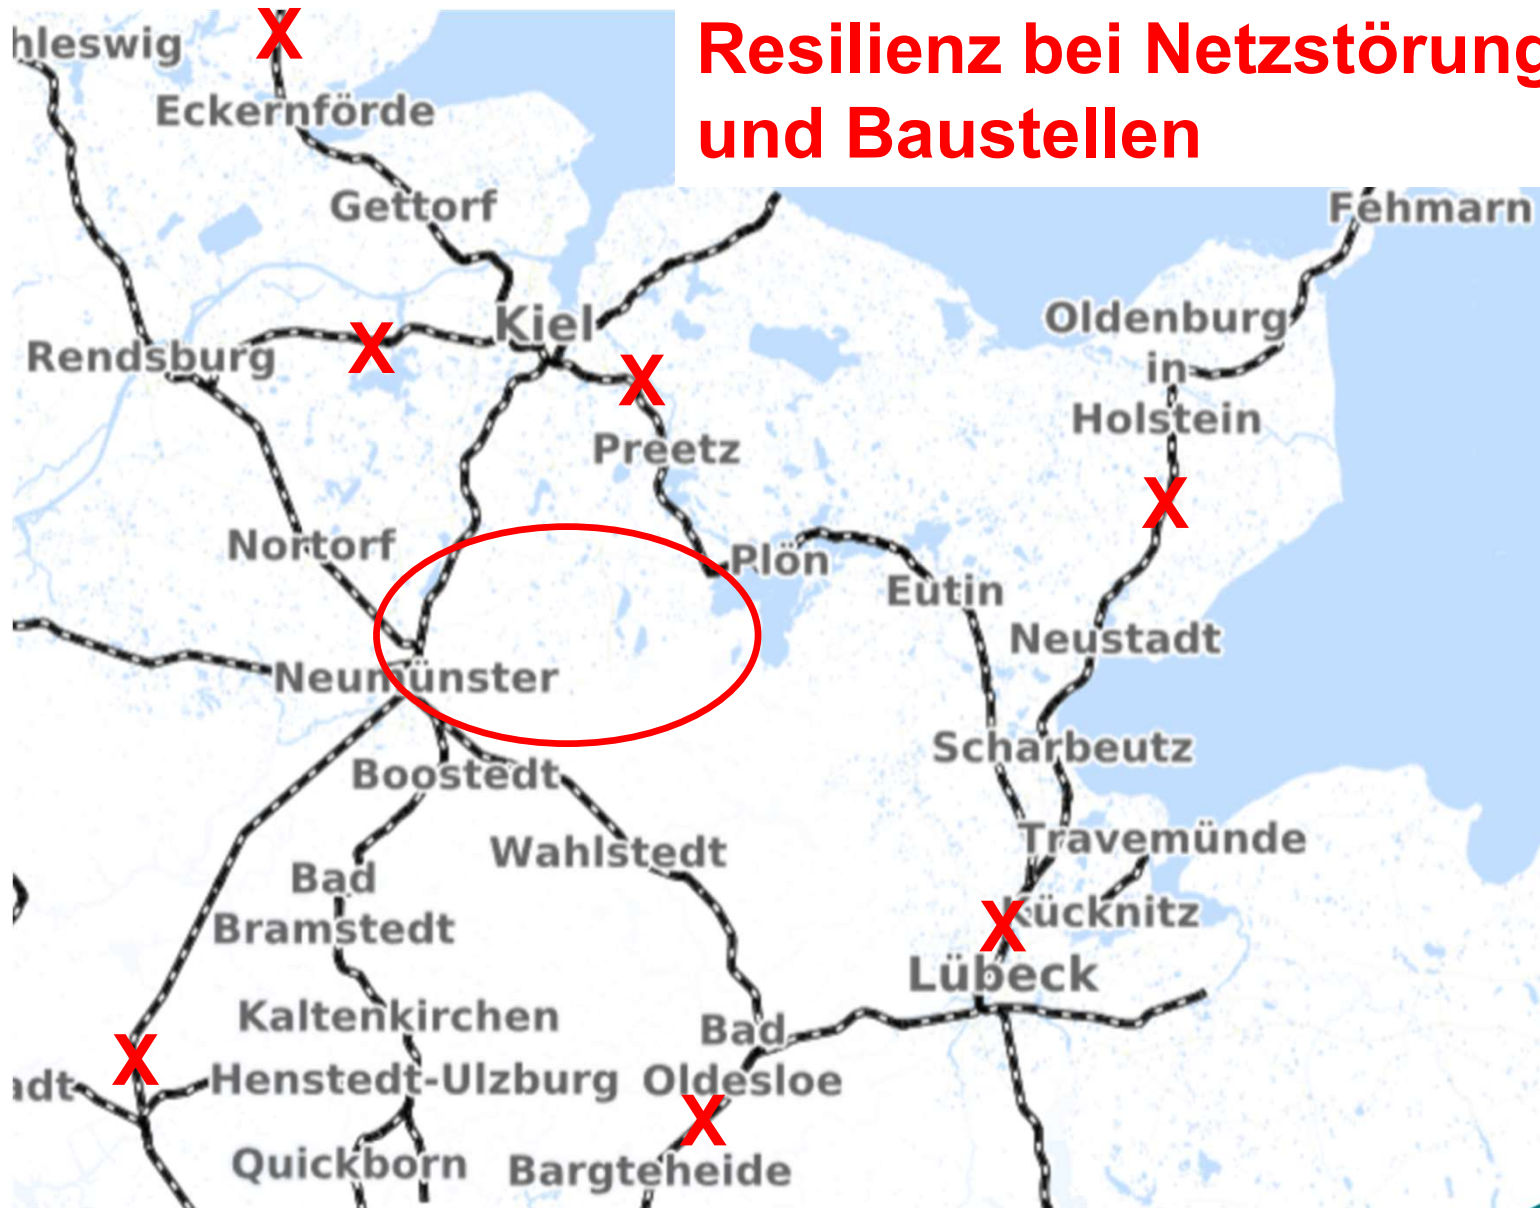 Resilienz bei Netzstörung
und Baustellen
hleswig
X
Eckernförde
Gettorf
Fehmarn
Kiel
Oldenburg
in
Holstein
Rendsburg
X
X
Preetz
X
Nortorf
Plön
Eutin
Neustadt
Neumünster
Scharbeutz
Boostedt
Travemünde
Wahlstedt
Bad
Bramstedt
X
Kücknitz
Lübeck
Kaltenkirchen
Bad
Oldesloe
X
adt
Henstedt-Ulzburg
X
Quickborn
Bargteheide